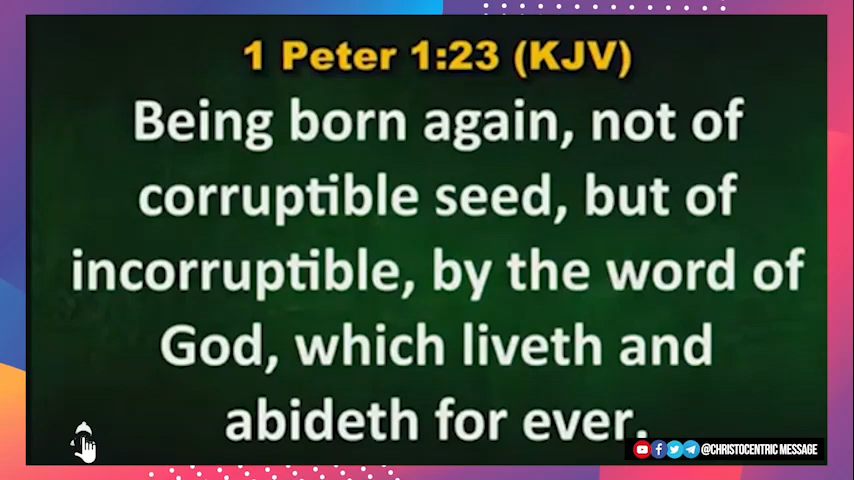 1 Peter 1:23 (KJV)
Being born again, not of
corruptible seed, but of
incorruptible, by the word of
God, which liveth and
abideth for ever.
@CHRISTOCENTRIC MESSAGE